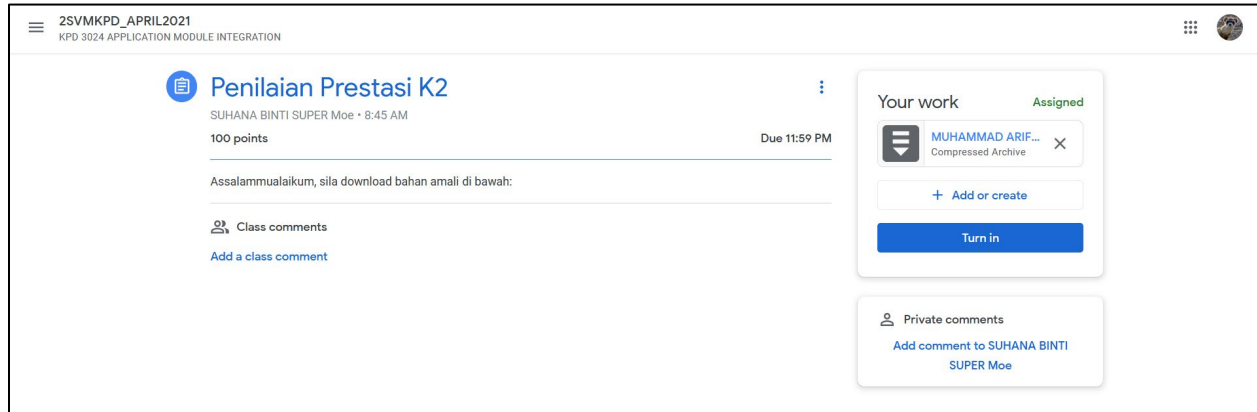 2SVMKPD_APRIL2021
KPD 3024 APPLICATION MODULE INTEGRATION
Penilaian Prestasi K2
SUHANA BINTI SUPER Moe • 8:45 AM
100 points
Due 11:59 PM
Assalammualaikum, sila download bahan amali di bawah:
Class comments
Add a class comment
Your work
Assigned
MUHAMMAD ARIF...
Compressed Archive
+ Add or create
Turn in
Private comments
Add comment to SUHANA BINTI
SUPER Moe